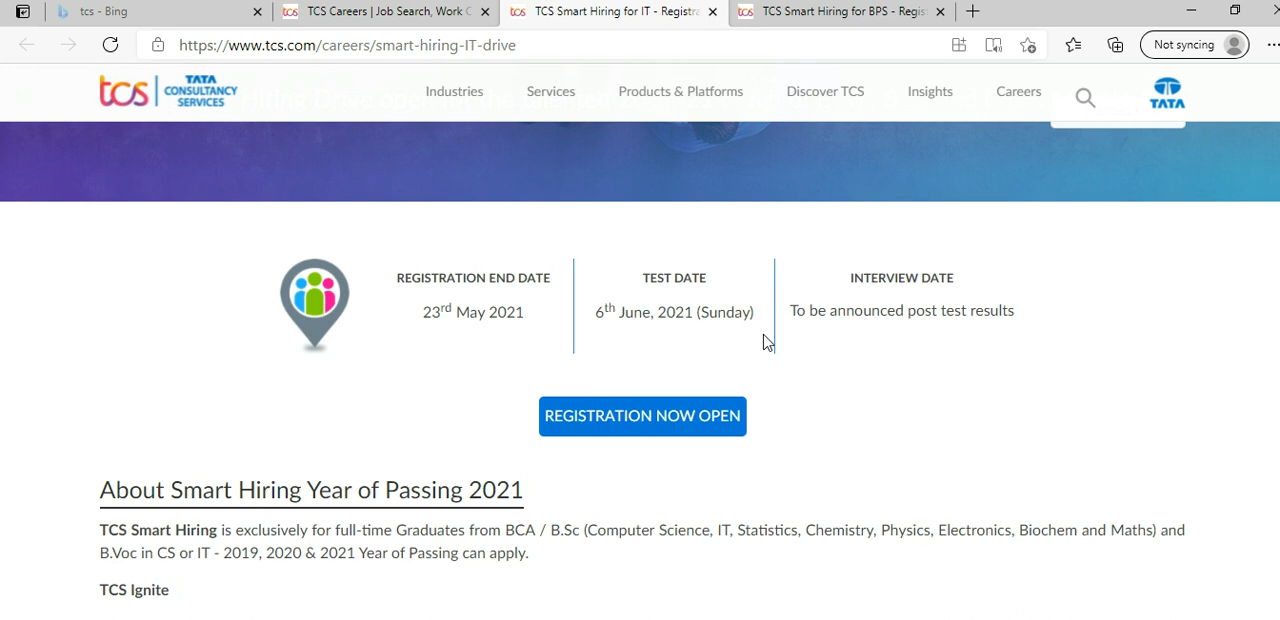 tcs - Bing
tcs TCS Careers | Job Search, Work C
tcs TCS Smart Hiring for IT - Registra
tcs TCS Smart Hiring for BPS - Regis
https://www.tcs.com/careers/smart-hiring-IT-drive
Not syncing
tcs TATA CONSULTANCY SERVICES
Industries Services Products & Platforms Discover TCS Insights Careers
TATA
REGISTRATION END DATE TEST DATE INTERVIEW DATE
23rd May 2021 6th June, 2021 (Sunday) To be announced post test results
REGISTRATION NOW OPEN
About Smart Hiring Year of Passing 2021
TCS Smart Hiring is exclusively for full-time Graduates from BCA / B.Sc (Computer Science, IT, Statistics, Chemistry, Physics, Electronics, Biochem and Maths) and
B.Voc in CS or IT - 2019, 2020 & 2021 Year of Passing can apply.
TCS Ignite